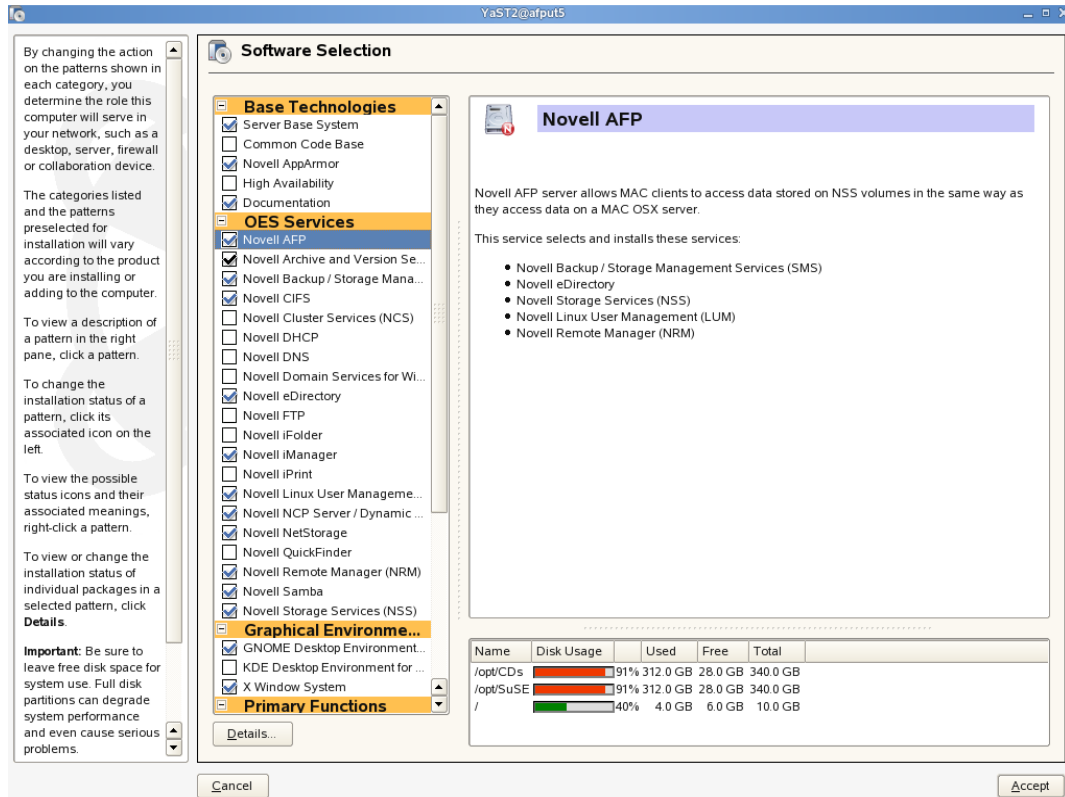 YaST2@afput5
By changing the action
on the patterns shown in
each category, you
determine the role this
computer will serve in
your network, such as a
desktop, server, firewall
or collaboration device.
The categories listed
and the patterns
preselected for
installation will vary
according to the product
you are installing or
adding to the computer.
To view a description of
a pattern in the right
pane, click a pattern.
To change the
installation status of a
pattern, click its
associated icon on the
left.
To view the possible
status icons and their
associated meanings,
right-click a pattern.
To view or change the
installation status of
individual packages in a
selected pattern, click
Details.
Important: Be sure to
leave free disk space for
system use. Full disk
partitions can degrade
system performance
and even cause serious
problems.
Software Selection
Base Technologies
Server Base System
Common Code Base
Novell AppArmor
High Availability
Documentation
OES Services
Novell AFP
Novell Archive and Version Se...
Novell Backup / Storage Mana...
Novell CIFS
Novell Cluster Services (NCS)
Novell DHCP
Novell DNS
Novell Domain Services for Wi...
Novell eDirectory
Novell FTP
Novell iFolder
Novell iManager
Novell iPrint
Novell Linux User Manageme...
Novell NCP Server / Dynamic ...
Novell NetStorage
Novell QuickFinder
Novell Remote Manager (NRM)
Novell Samba
Novell Storage Services (NSS)
Graphical Environme...
GNOME Desktop Environment...
KDE Desktop Environment for ...
X Window System
Primary Functions
Details...
N
Novell AFP
Novell AFP server allows MAC clients to access data stored on NSS volumes in the same way as
they access data on a MAC OSX server.
This service selects and installs these services:
Novell Backup / Storage Management Services (SMS)
Novell eDirectory
Novell Storage Services (NSS)
Novell Linux User Management (LUM)
Novell Remote Manager (NRM)
Name Disk Usage Used Free Total
/opt/CDs 91% 312.0 GB 28.0 GB 340.0 GB
/opt/SuSE 91% 312.0 GB 28.0 GB 340.0 GB
/ 40% 4.0 GB 6.0 GB 10.0 GB
Cancel
Accept